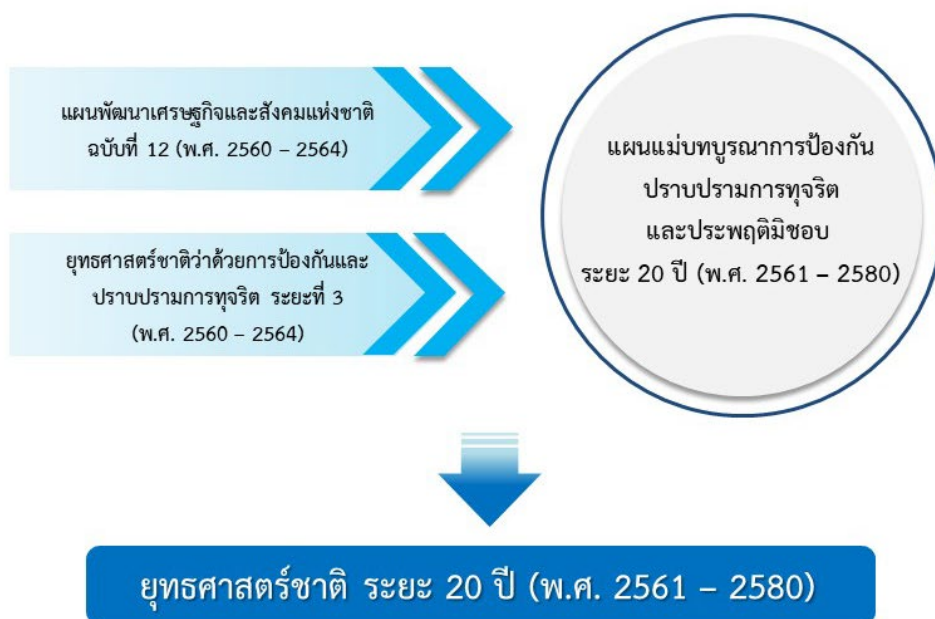 แผนพัฒนาเศรษฐกิจและสังคมแห่งชาติ
ฉบับที่ 12 (พ.ศ. 2560 – 2564)
ยุทธศาสตร์ชาติว่าด้วยการป้องกันและ
ปราบปรามการทุจริต ระยะที่ 3
(พ.ศ. 2560 – 2564)
แผนแม่บทบูรณาการป้องกัน
ปราบปรามการทุจริต
และประพฤติมิชอบ
ระยะ 20 ปี (พ.ศ. 2561 – 2580)
ยุทธศาสตร์ชาติ ระยะ 20 ปี (พ.ศ. 2561 – 2580)